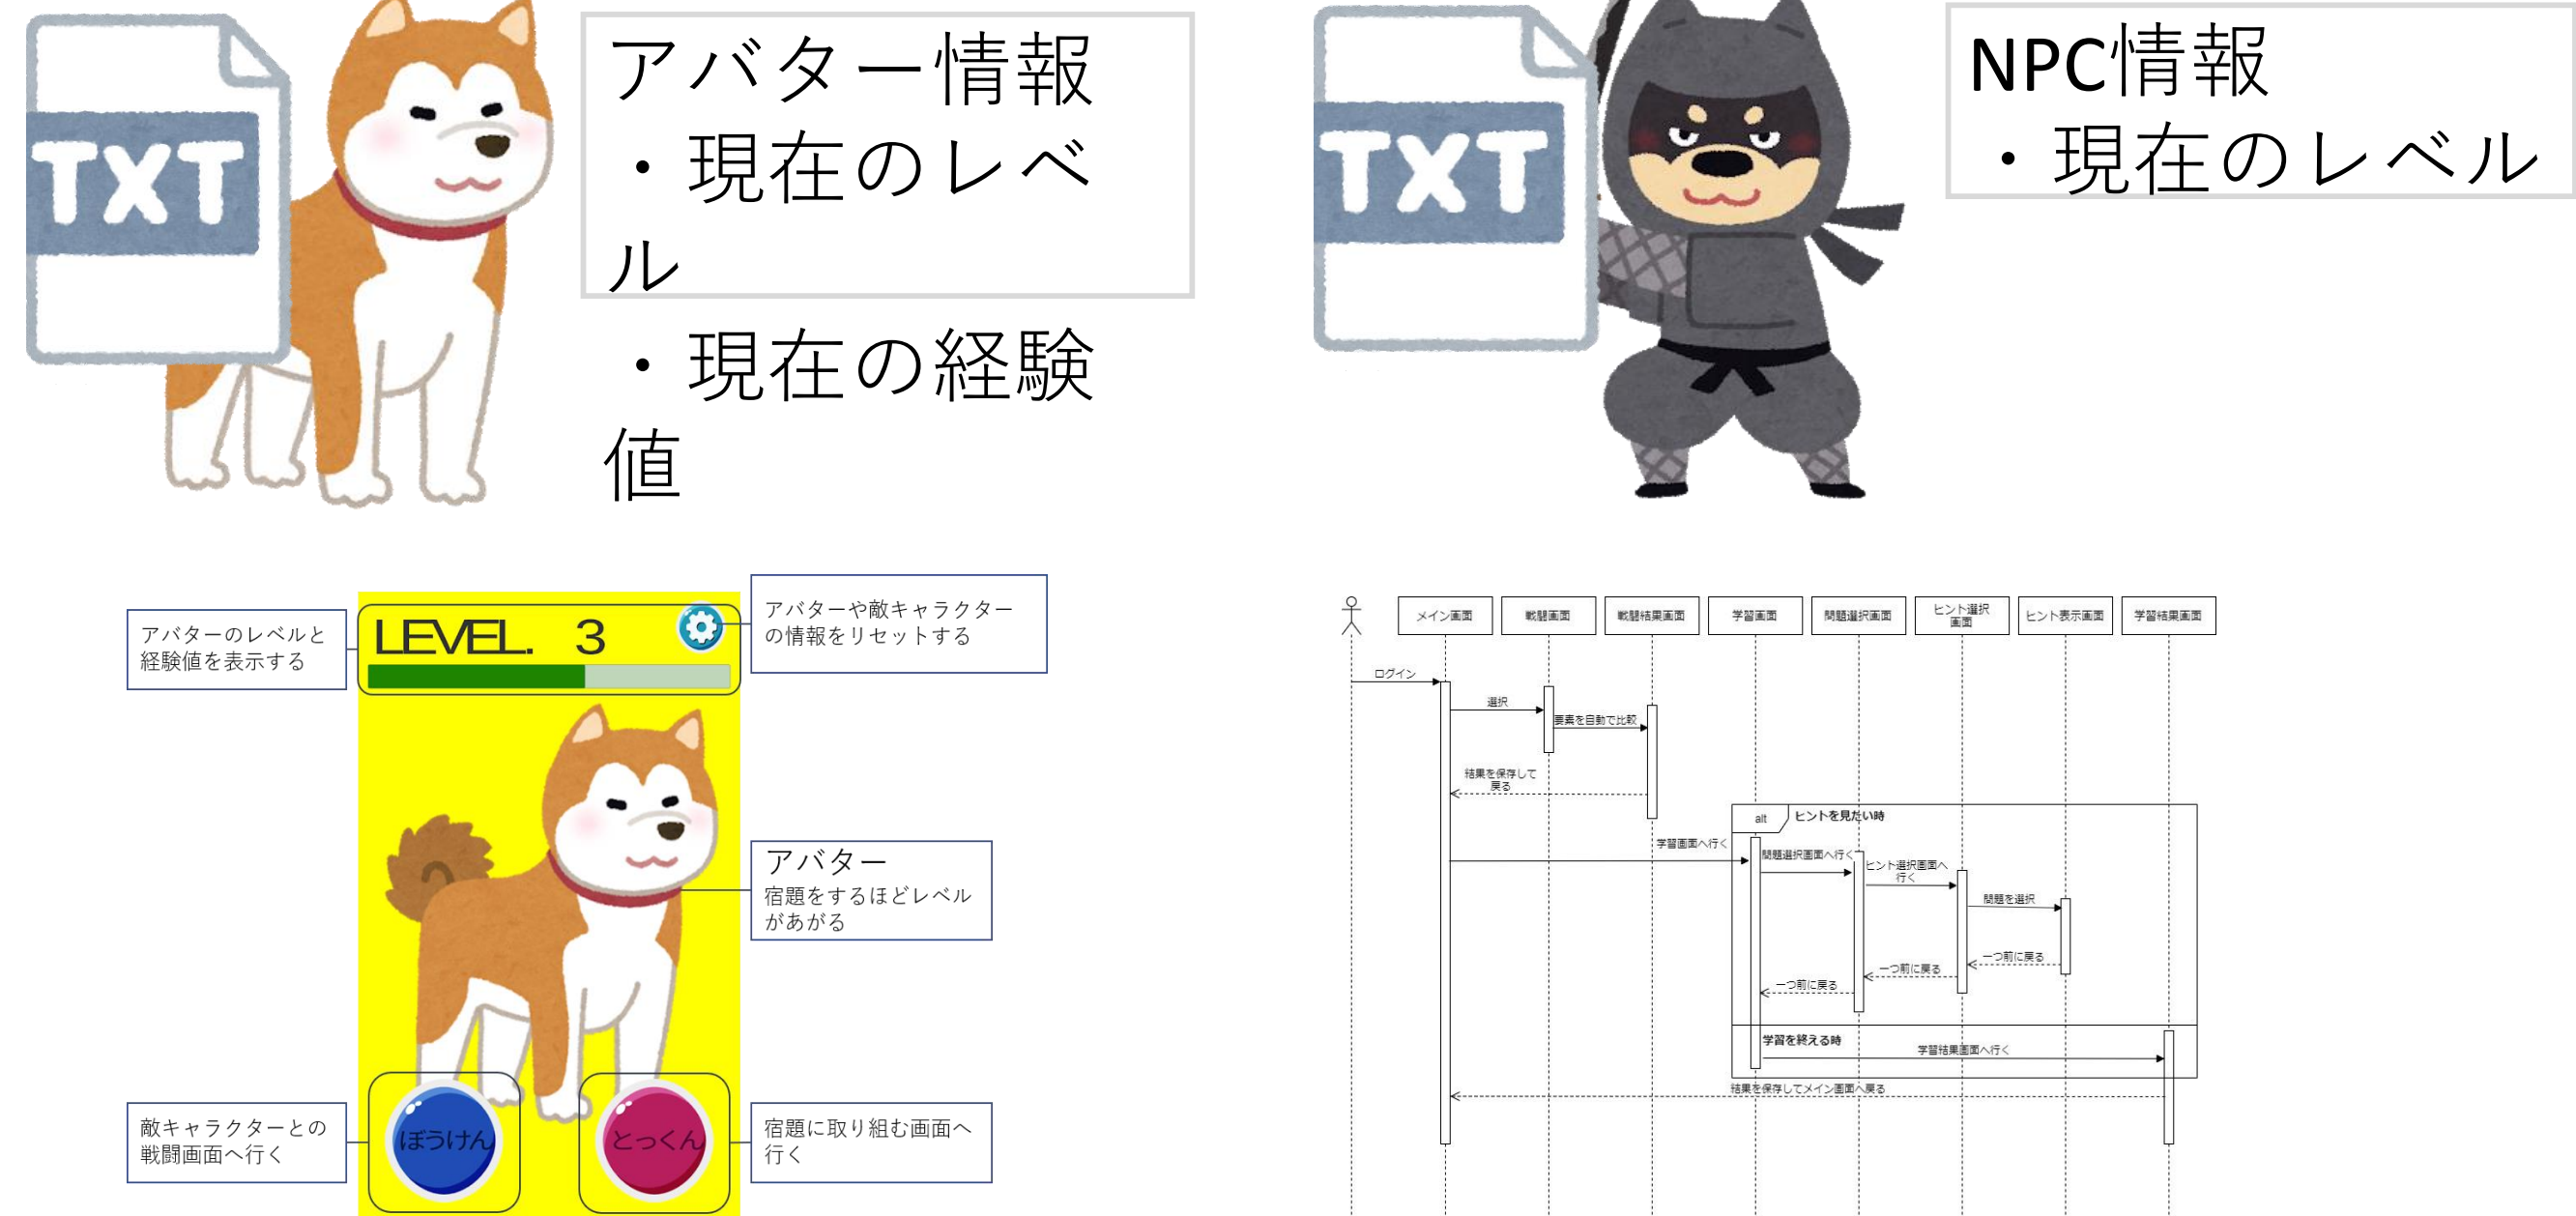 TXT
アバター情報
・現在のレベ
ル
・現在の経験
値
TXT
NPC情報
・現在のレベル
アバターのレベルと
経験値を表示する
LEVEL. 3
アバターや敵キャラクター
の情報をリセットする
アバター
宿題をするほどレベル
があがる
敵キャラクターとの
戦闘画面へ行く
ぼうけん
とっくん
宿題に取り組む画面へ
行く
メイン画面
戦闘画面
戦闘結果画面
学習画面
問題選択画面
ヒント選択
画面
ヒント表示画面
学習結果画面
ログイン
選択
要素を自動で比較
結果を保存して
戻る
alt
ヒントを見たい時
学習画面へ行く
問題選択画面へ行く
ヒント選択画面へ
行く
問題を選択
一つ前に戻る
一つ前に戻る
一つ前に戻る
学習を終える時
学習結果画面へ行く
結果を保存してメイン画面へ戻る